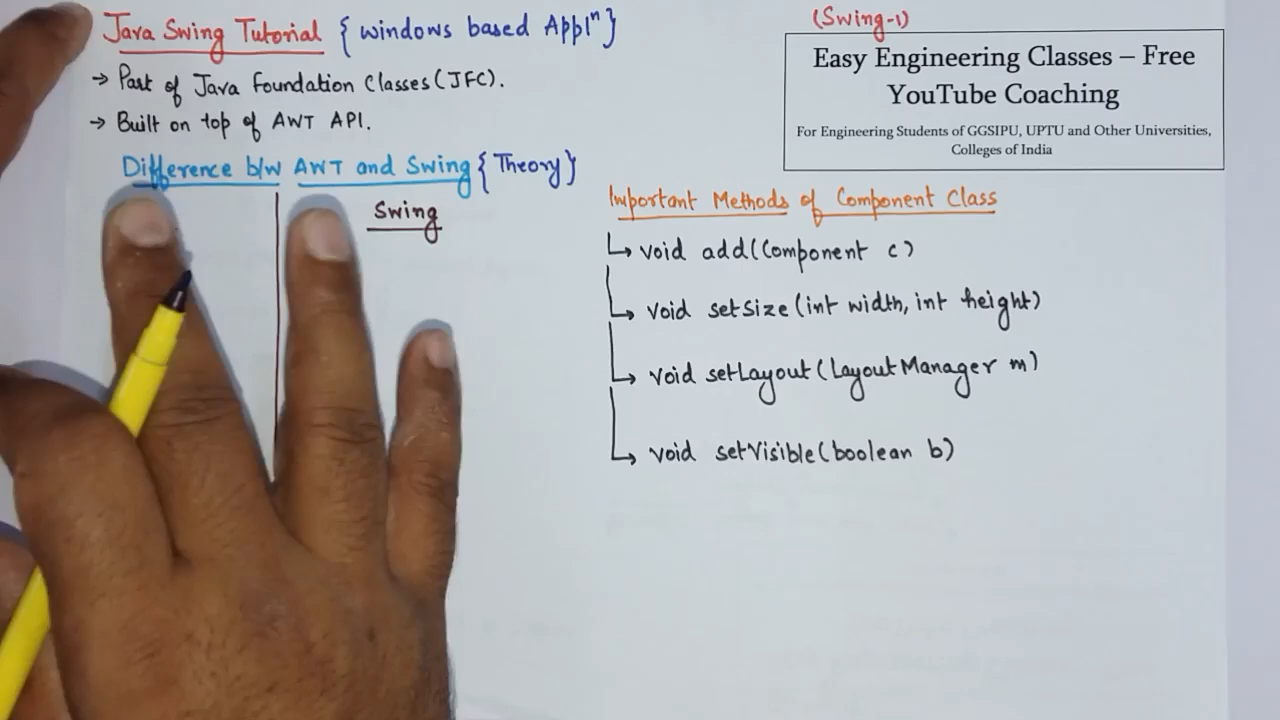 Java Swing Tutorial { windows based Applⁿ}
→ Part of Java Foundation Classes (JFC).
→ Built on top of AWT API.
Difference b/w AWT and Swing {Theory}
Swing
(Swing-1)
Easy Engineering Classes – Free
YouTube Coaching
For Engineering Students of GGSIPU, UPTU and Other Universities,
Colleges of India
Important Methods of Component Class
↳ void add(Component c)
↳ void setSize(int width, int height)
↳ void setLayout(LayoutManager m)
↳ void setVisible(boolean b)